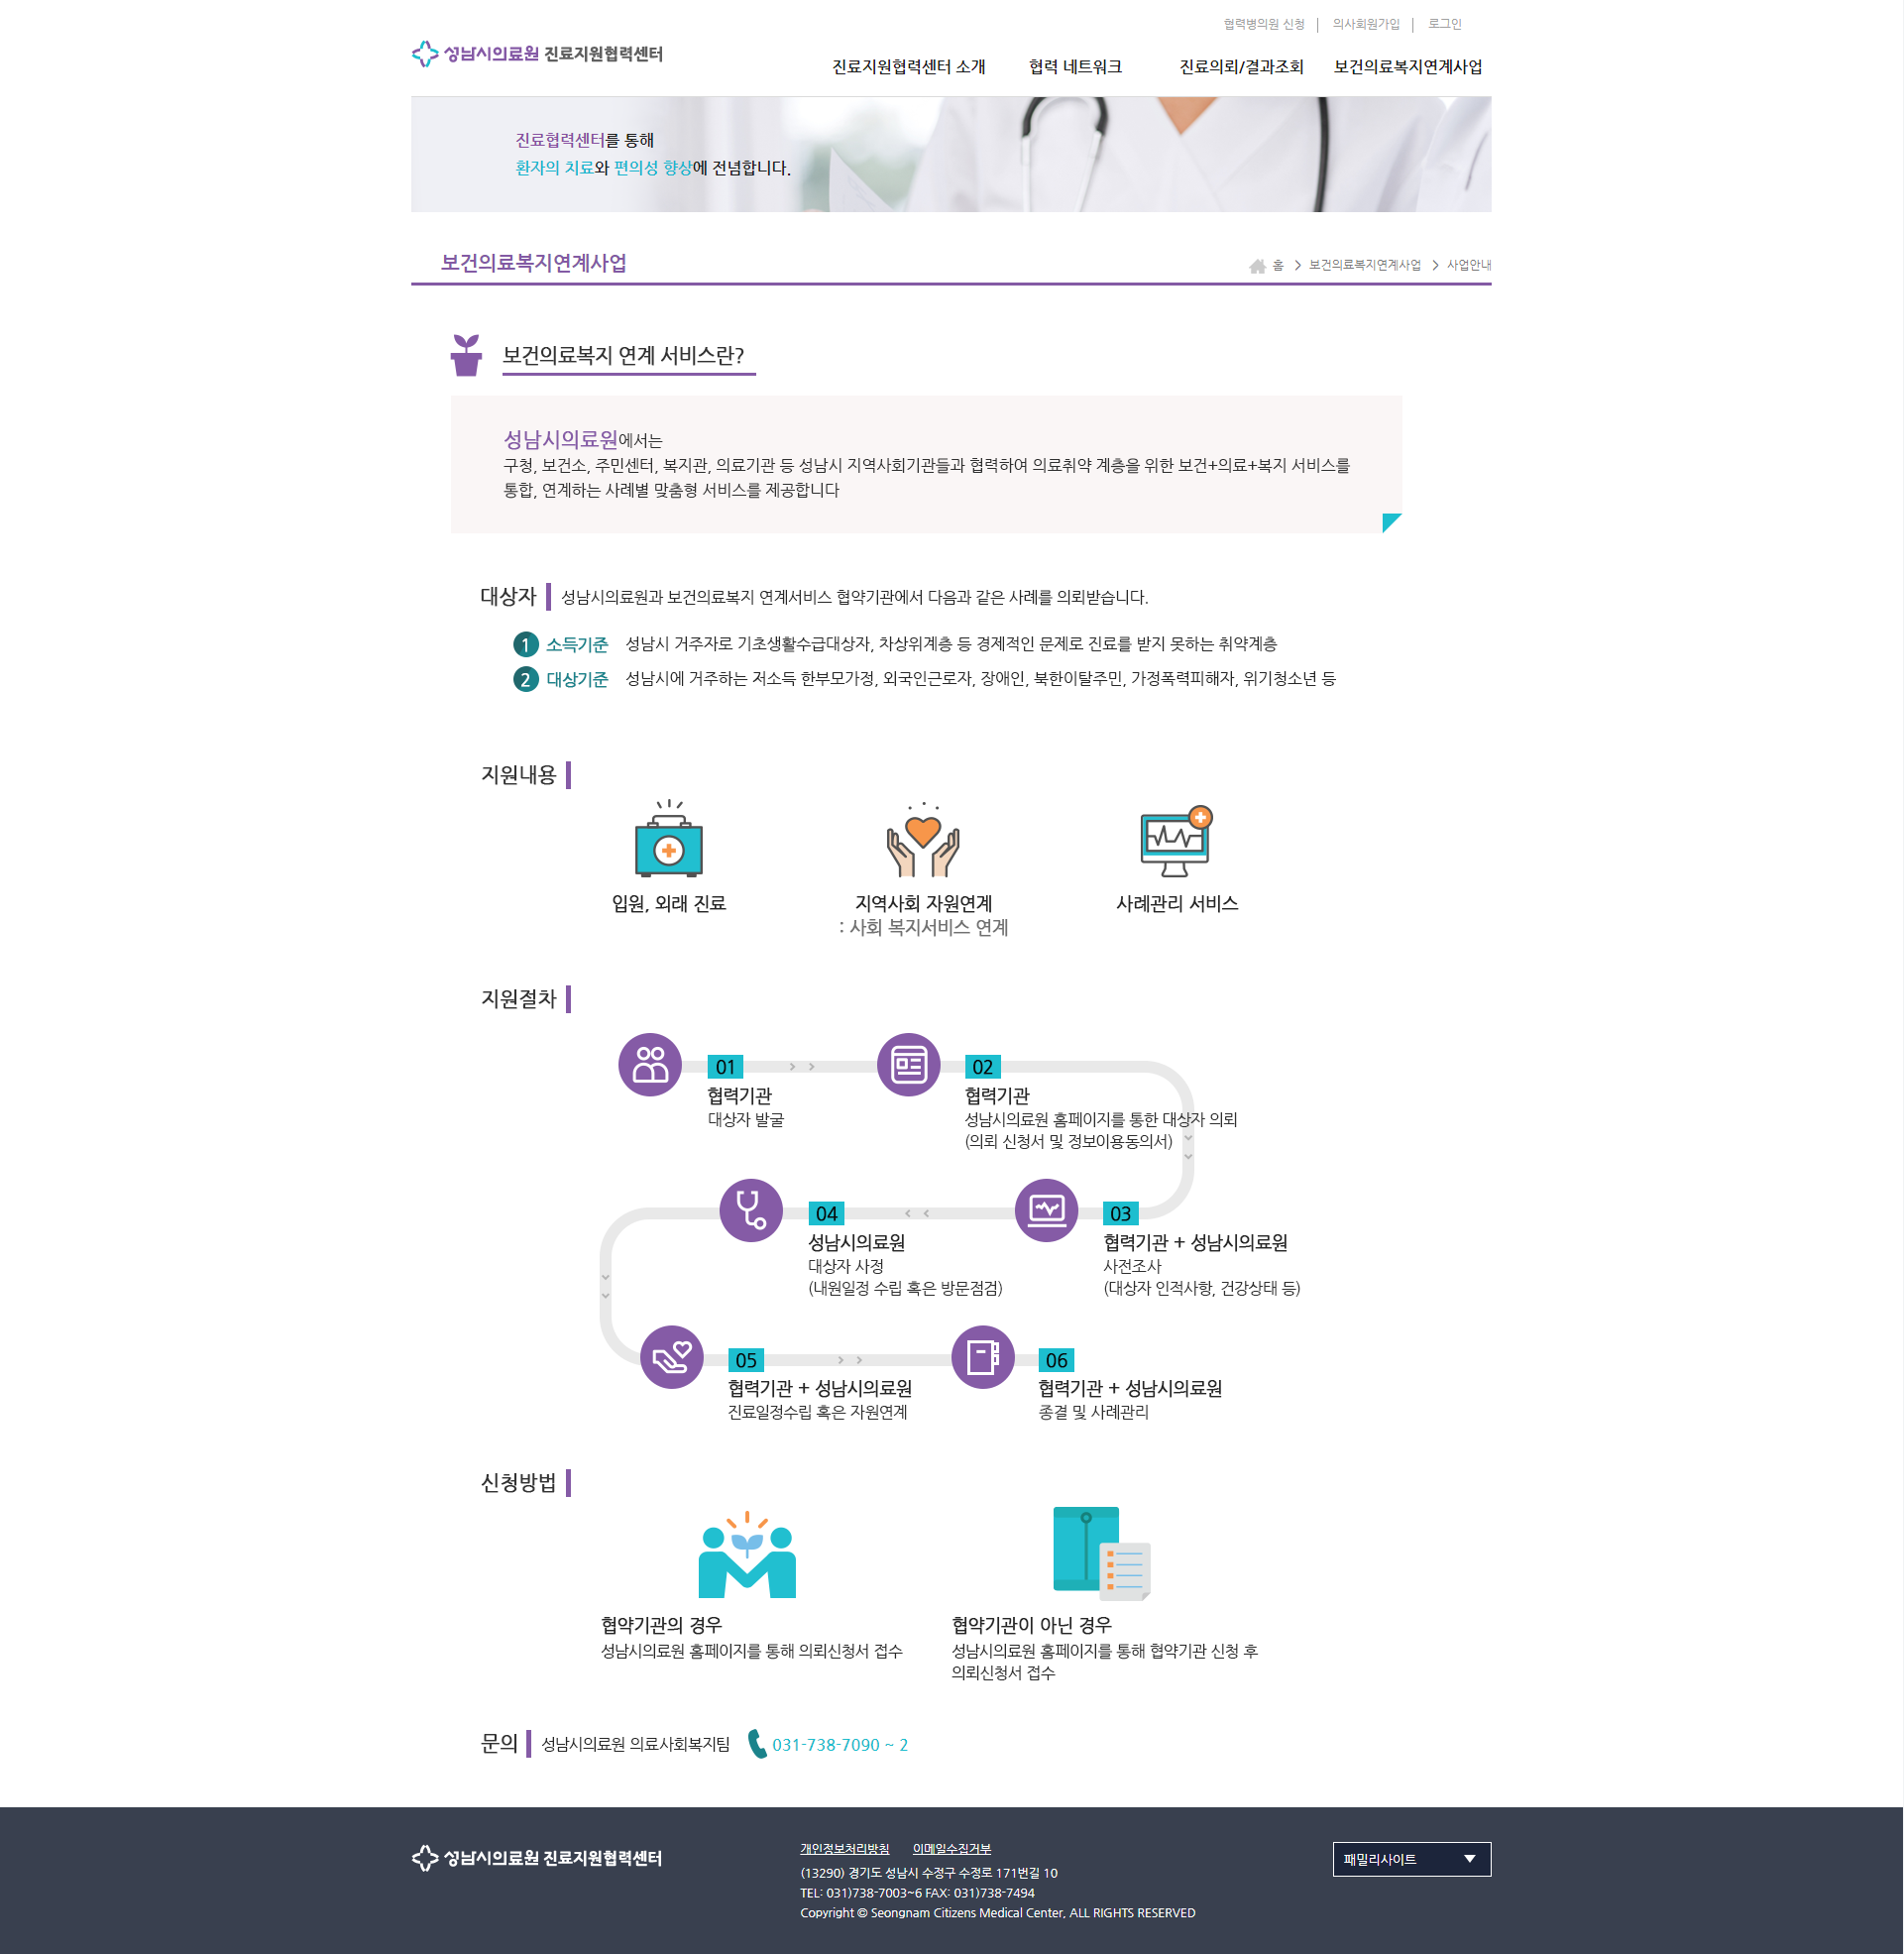 협력병의원 신청 | 의사회원가입 | 로그인
성남시의료원 진료지원협력센터
진료지원협력센터 소개 협력 네트워크 진료의뢰/결과조회 보건의료복지연계사업
진료협력센터를 통해
환자의 치료와 편의성 향상에 전념합니다.
보건의료복지연계사업
홈 > 보건의료복지연계사업 > 사업안내
보건의료복지 연계 서비스란?
성남시의료원에서는
구청, 보건소, 주민센터, 복지관, 의료기관 등 성남시 지역사회기관들과 협력하여 의료취약 계층을 위한 보건+의료+복지 서비스를
통합, 연계하는 사례별 맞춤형 서비스를 제공합니다
대상자 성남시의료원과 보건의료복지 연계서비스 협약기관에서 다음과 같은 사례를 의뢰받습니다.
1 소득기준 성남시 거주자로 기초생활수급대상자, 차상위계층 등 경제적인 문제로 진료를 받지 못하는 취약계층
2 대상기준 성남시에 거주하는 저소득 한부모가정, 외국인근로자, 장애인, 북한이탈주민, 가정폭력피해자, 위기청소년 등
지원내용
입원, 외래 진료
지역사회 자원연계
: 사회 복지서비스 연계
사례관리 서비스
지원절차
01
협력기관
대상자 발굴
02
협력기관
성남시의료원 홈페이지를 통한 대상자 의뢰
(의뢰 신청서 및 정보이용동의서)
03
협력기관 + 성남시의료원
사전조사
(대상자 인적사항, 건강상태 등)
04
성남시의료원
대상자 사정
(내원일정 수립 혹은 방문점검)
05
협력기관 + 성남시의료원
진료일정수립 혹은 자원연계
06
협력기관 + 성남시의료원
종결 및 사례관리
신청방법
협약기관의 경우
성남시의료원 홈페이지를 통해 의뢰신청서 접수
협약기관이 아닌 경우
성남시의료원 홈페이지를 통해 협약기관 신청 후
의뢰신청서 접수
문의 성남시의료원 의료사회복지팀 031-738-7090 ~ 2
성남시의료원 진료지원협력센터
개인정보처리방침 이메일수집거부
(13290) 경기도 성남시 수정구 수정로 171번길 10
TEL: 031)738-7003~6 FAX: 031)738-7494
Copyright © Seongnam Citizens Medical Center, ALL RIGHTS RESERVED
패밀리사이트